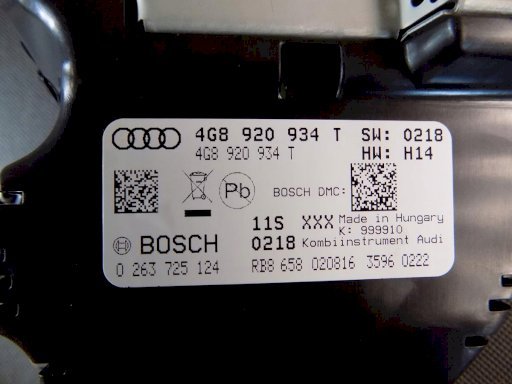 4G8 920 934 T SW: 0218
4G8 920 934 T HW: H14
Pb BOSCH DMC:
11S XXX Made in Hungary
K: 999910
BOSCH 0218 Kombiinstrument Audi
0 263 725 124 RB8 658 020816 3596 0222